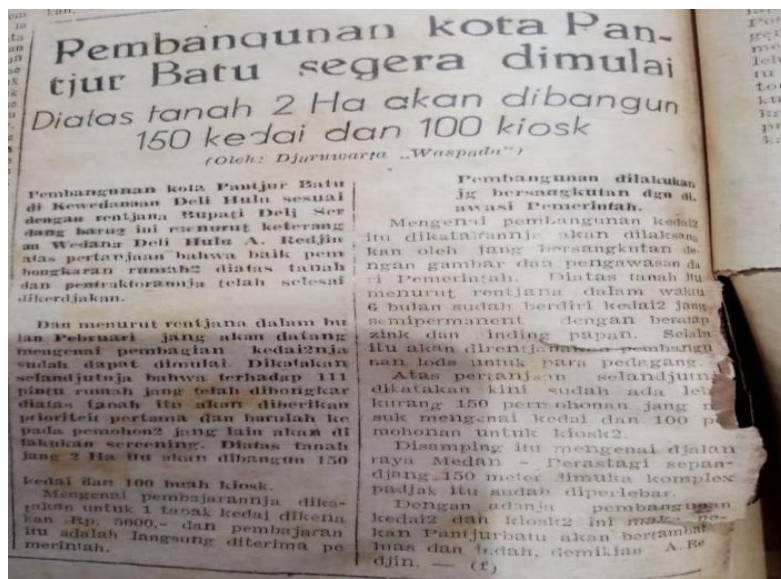 Pembangunan kota Pan-
tjur Batu segera dimulai
Diatas tanah 2 Ha akan dibangun
150 kedai dan 100 kiosk
(Oleh: Djuruwarta „Waspada")
Pembangunan kota Pantjur Batu
di Kewedanaan Deli Hulu sesuai
dengan rentjana Bupati Deli Ser
dang baru2 ini menurut keterang
an Wedana Deli Hulu A. Redjin
atas pertanjaan bahwa baik pem
bongkaran rumah2 diatas tanah
dan pentraktorannja telah selesai
dikerdjakan.
Dan menurut rentjana dalam bu
lan Pebruari jang akan datang
mengenai pembagian kedai2nja
sudah dapat dimulai. Dikatakan
selandjutnja bahwa terhadap 111
pintu rumah jang telah dibongkar
diatas tanah itu akan diberikan
prioriteit pertama dan barulah ke
pada pemohon2 jang lain akan di
lakukan screening. Diatas tanah
jang 2 Ha itu akan dibangun 150
kedai dan 100 buah kiosk.
Mengenai pembajarannja dika-
takan untuk 1 tapak kedai dikena
kan Rp. 5000,- dan pembajaran
itu adalah langsung diterima pe
merintah.
Pembangunan dilakukan
jg bersangkutan dgn di
awasi Pemerintah.
Mengenai pembangunan kedai2
itu dikatakannja akan dilaksana
kan oleh jang bersangkutan de-
ngan gambar dan pengawasan da
ri Pemerintah. Diatas tanah itu
menurut rentjana dalam waktu
6 bulan sudah berdiri kedai2 jang
semipermanent dengan beratap
zink dan dinding papan. Selain
itu akan direntjanakan pembangu
nan lods untuk para pedagang.
Atas pertanjaan selandjutnja
dikatakan kini sudah ada
kurang 150 permohonan jang
suk mengenai kedai dan 100
mohonan untuk kiosk2.
Disamping itu mengenai djalan
raya Medan - Perastagi sepan-
djang 150 meter dimuka komplex
padjak itu sudah diperlebar.
Dengan adanja pembangunan
kedai2 dan kiosk2 ini maka
kan Pantjurbatu akan bertambah
luas dan indah, demikian A. Re
djin. — (f)